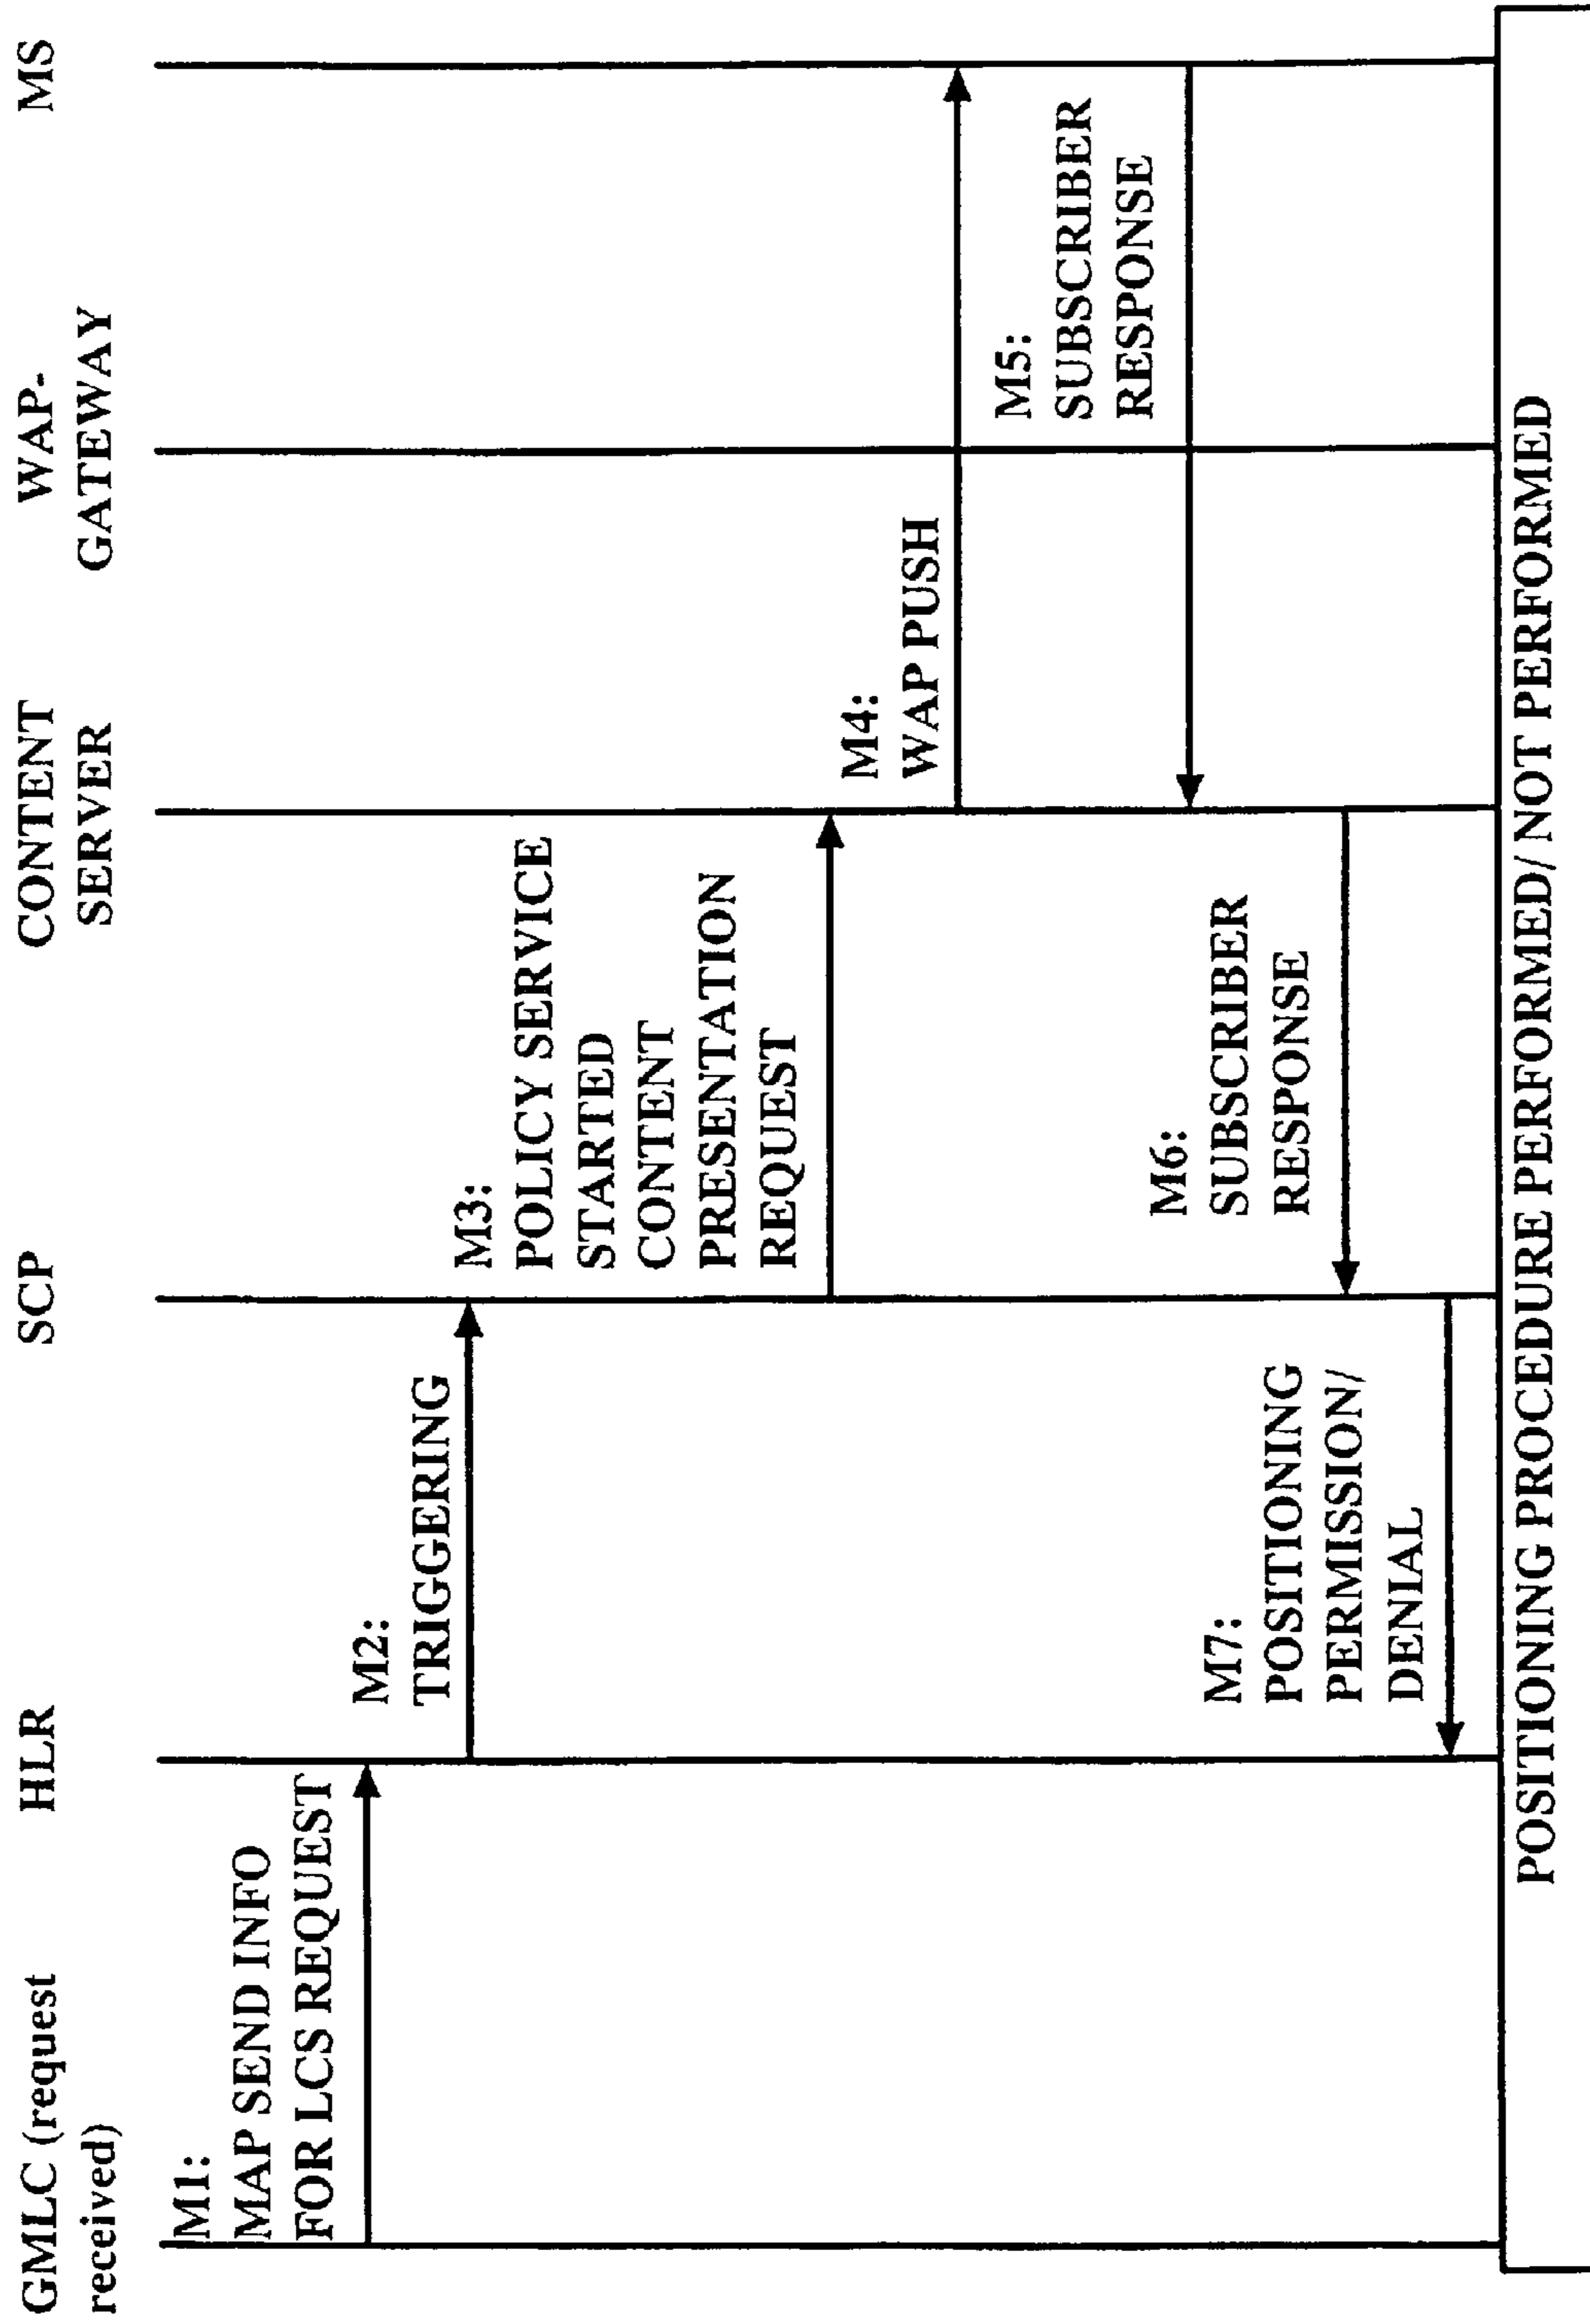 GMLC (request
received)
HLR
SCP
CONTENT
SERVER
WAP-
GATEWAY
MS
M1:
MAP SEND INFO
FOR LCS REQUEST
M2:
TRIGGERING
M3:
POLICY SERVICE
STARTED
CONTENT
PRESENTATION
REQUEST
M4:
WAP PUSH
M5:
SUBSCRIBER
RESPONSE
M6:
SUBSCRIBER
RESPONSE
M7:
POSITIONING
PERMISSION/
DENIAL
POSITIONING PROCEDURE PERFORMED/ NOT PERFORMED